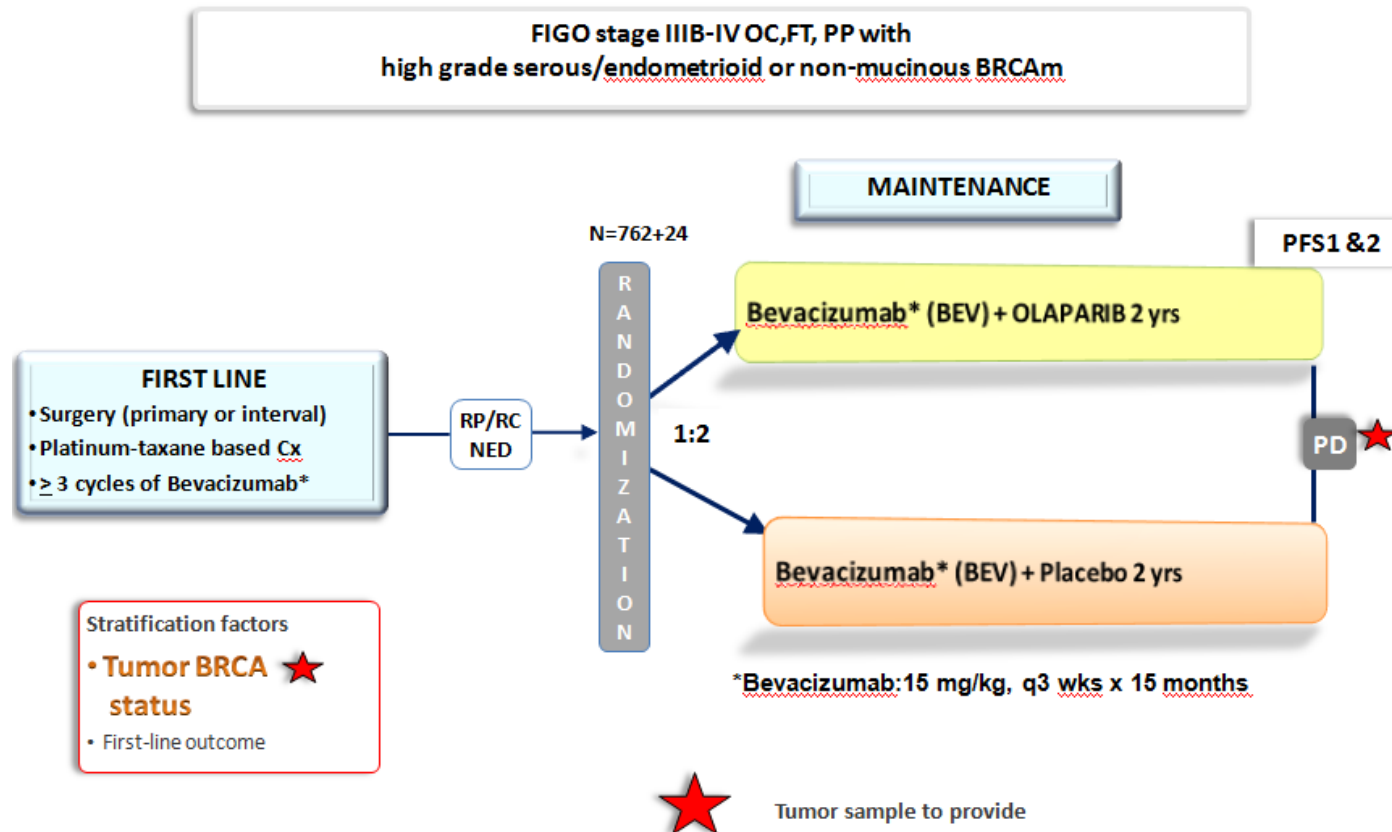 FIGO stage IIIB-IV OC,FT, PP with
high grade serous/endometrioid or non-mucinous BRCAm
MAINTENANCE
N=762+24
PFS1 &2
RANDOMIZATION
Bevacizumab* (BEV) + OLAPARIB 2 yrs
FIRST LINE
•Surgery (primary or interval)
•Platinum-taxane based Cx
•≥ 3 cycles of Bevacizumab*
RP/RC
NED
1:2
PD
Bevacizumab* (BEV) + Placebo 2 yrs
Stratification factors
• Tumor BRCA
status
• First-line outcome
*Bevacizumab:15 mg/kg, q3 wks x 15 months
Tumor sample to provide